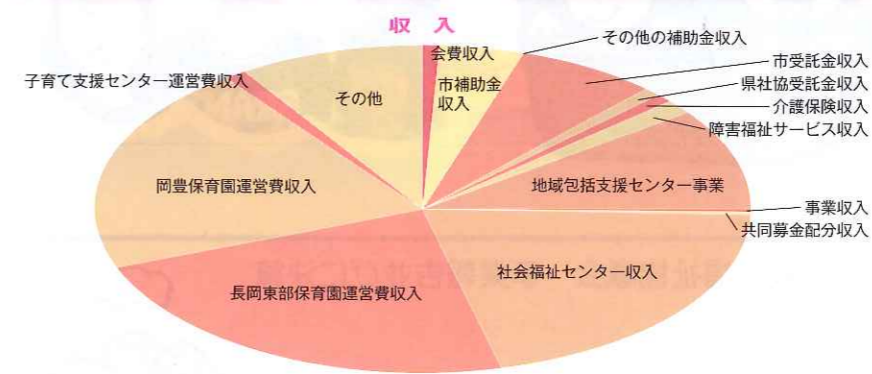 収 入
会費収入
市補助金
収入
その他の補助金収入
市受託金収入
県社協受託金収入
介護保険収入
障害福祉サービス収入
地域包括支援センター事業
事業収入
共同募金配分収入
社会福祉センター収入
長岡東部保育園運営費収入
岡豊保育園運営費収入
子育て支援センター運営費収入
その他